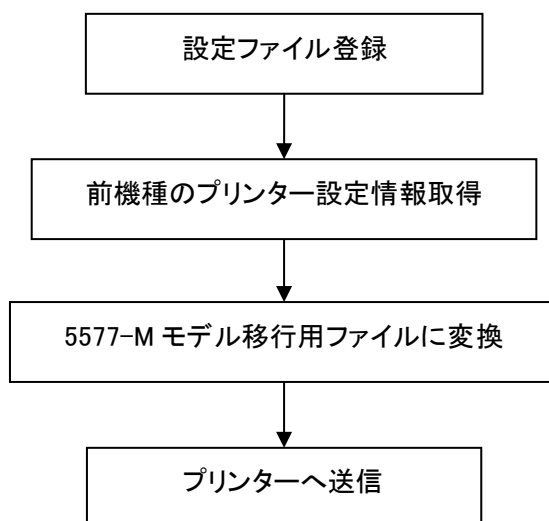 設定ファイル登録
前機種のプリンター設定情報取得
5577-M モデル移行用ファイルに変換
プリンターへ送信